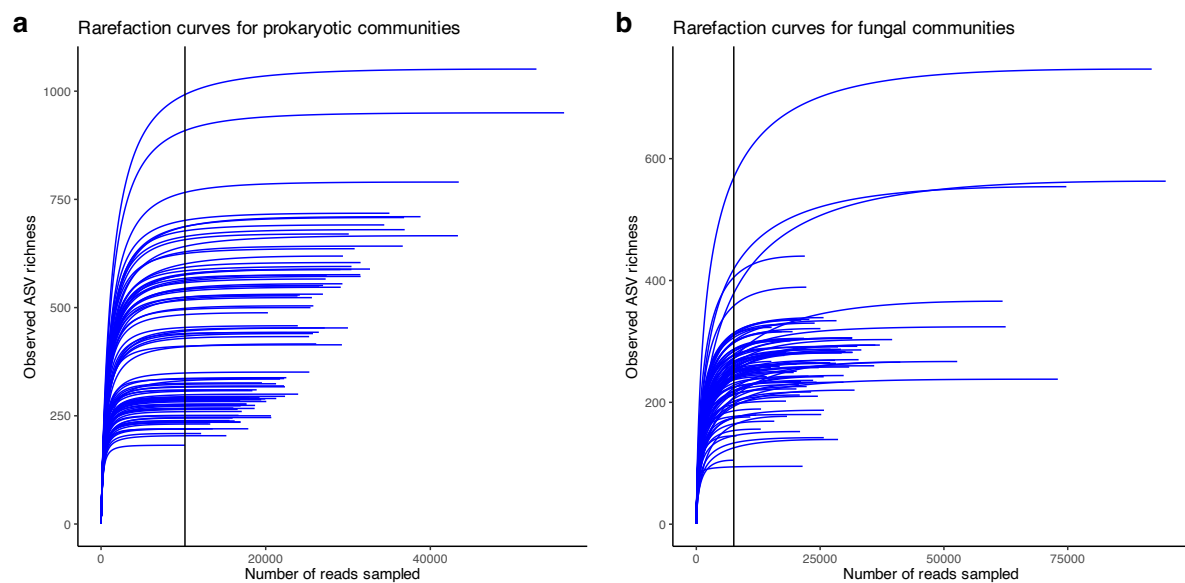 a
Rarefaction curves for prokaryotic communities
Observed ASV richness
1000
750
500
250
0
0 20000 40000
Number of reads sampled
b
Rarefaction curves for fungal communities
Observed ASV richness
600
400
200
0
0 25000 50000 75000
Number of reads sampled